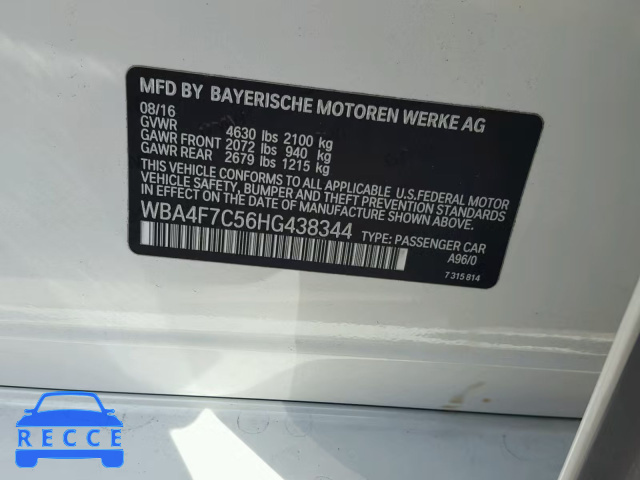 MFD BY BAYERISCHE MOTOREN WERKE AG
08/16
GVWR 4630 lbs 2100 kg
GAWR FRONT 2072 lbs 940 kg
GAWR REAR 2679 lbs 1215 kg
THIS VEHICLE CONFORMS TO ALL APPLICABLE U.S.FEDERAL MOTOR
VEHICLE SAFETY, BUMPER AND THEFT PREVENTION STANDARDS
IN EFFECT ON THE DATE OF MANUFACTURE SHOWN ABOVE.
WBA4F7C56HG438344 TYPE: PASSENGER CAR
A96/0
7 315 814
RECCE